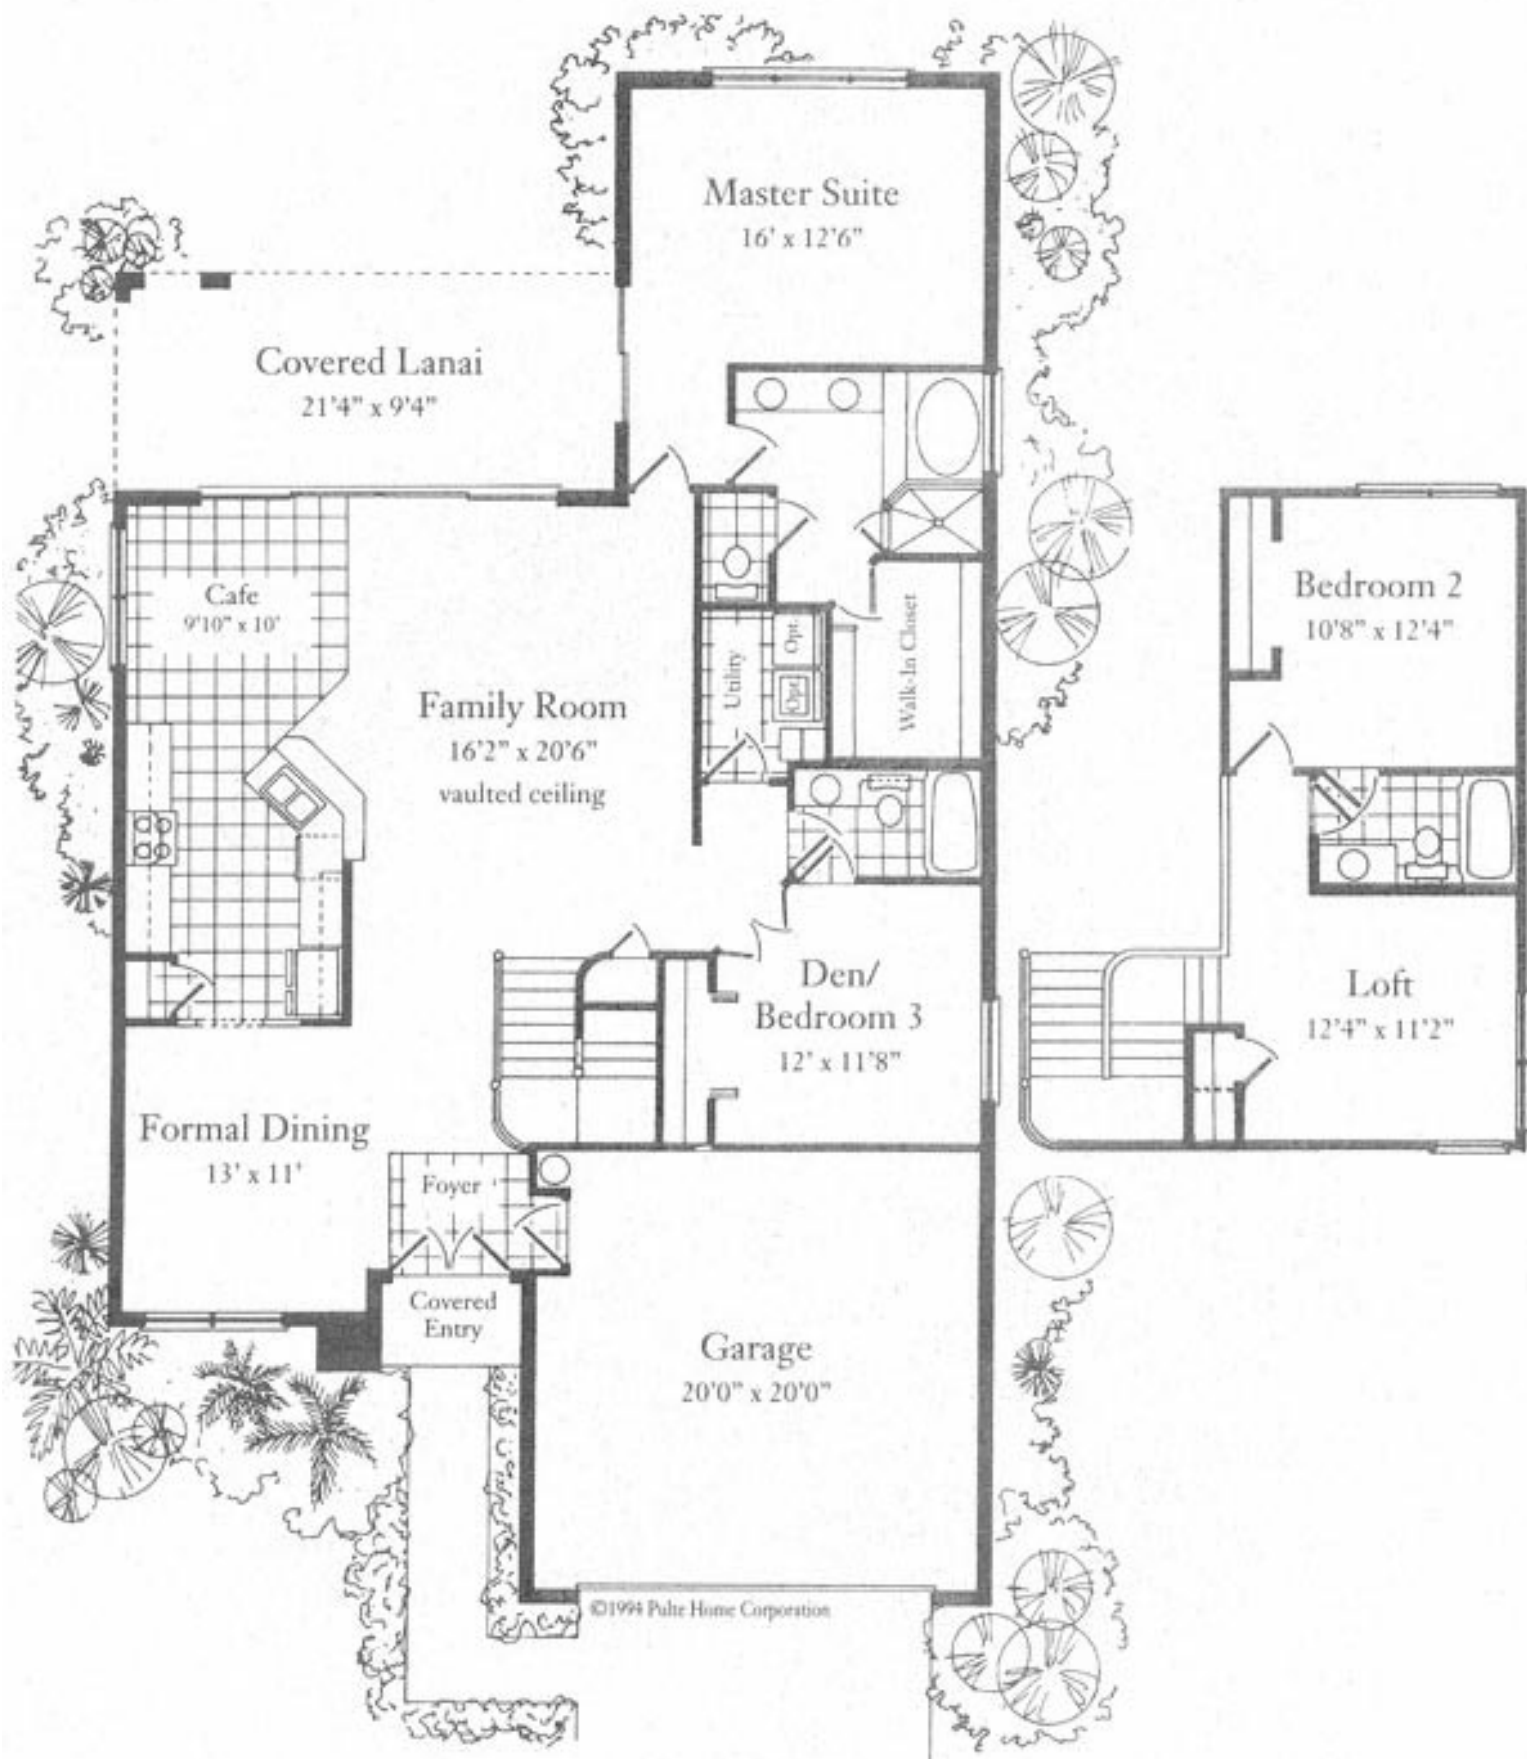 Master Suite
16' x 12'6"
Covered Lanai
21'4" x 9'4"
Cafe
9'10" x 10'
Family Room
16'2" x 20'6"
vaulted ceiling
Utility
Opt.
Opt.
Walk-In Closet
Bedroom 2
10'8" x 12'4"
Den/
Bedroom 3
12' x 11'8"
Loft
12'4" x 11'2"
Formal Dining
13' x 11'
Foyer
Covered
Entry
Garage
20'0" x 20'0"
©1994 Pulte Home Corporation